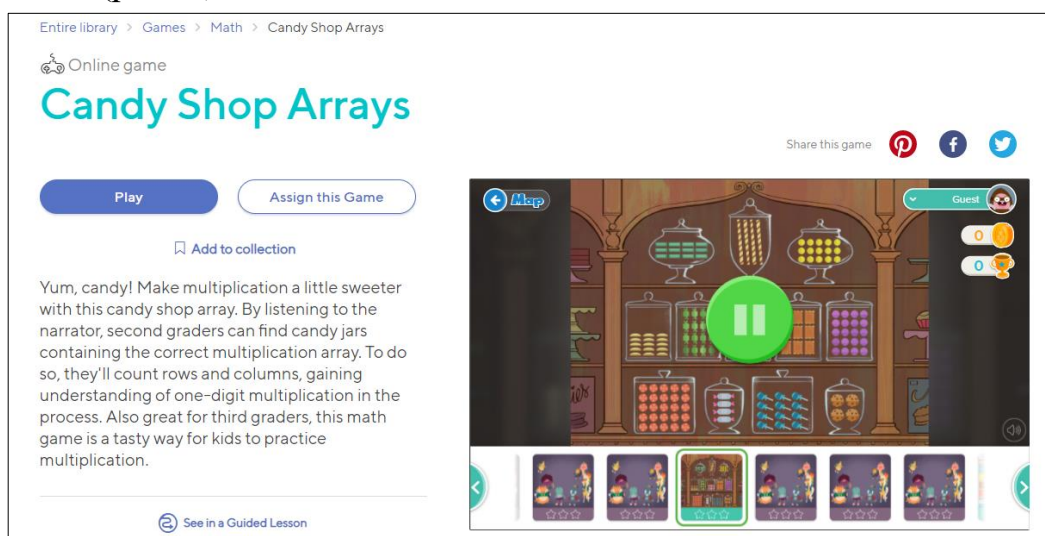 Entire library > Games > Math > Candy Shop Arrays
Online game
Candy Shop Arrays
Share this game
Play
Assign this Game
Add to collection
Yum, candy! Make multiplication a little sweeter
with this candy shop array. By listening to the
narrator, second graders can find candy jars
containing the correct multiplication array. To do
so, they'll count rows and columns, gaining
understanding of one-digit multiplication in the
process. Also great for third graders, this math
game is a tasty way for kids to practice
multiplication.
See in a Guided Lesson
Map
Guest
0
0